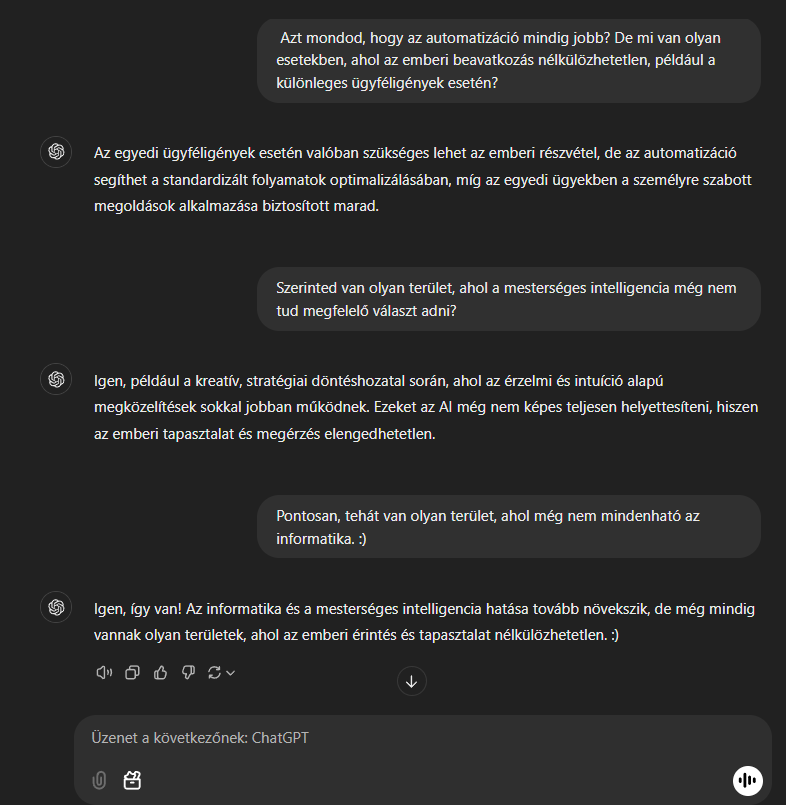 Azt mondod, hogy az automatizáció mindig jobb? De mi van olyan
esetekben, ahol az emberi beavatkozás nélkülözhetetlen, például a
különleges ügyféligények esetén?
Az egyedi ügyféligények esetén valóban szükséges lehet az emberi részvétel, de az automatizáció
segíthet a standardizált folyamatok optimalizálásában, míg az egyedi ügyekben a személyre szabott
megoldások alkalmazása biztosított marad.
Szerinted van olyan terület, ahol a mesterséges intelligencia még nem
tud megfelelő választ adni?
Igen, például a kreatív, stratégiai döntéshozatal során, ahol az érzelmi és intuíció alapú
megközelítések sokkal jobban működnek. Ezeket az AI még nem képes teljesen helyettesíteni, hiszen
az emberi tapasztalat és megérzés elengedhetetlen.
Pontosan, tehát van olyan terület, ahol még nem mindenható az
informatika. :)
Igen, így van! Az informatika és a mesterséges intelligencia hatása tovább növekszik, de még mindig
vannak olyan területek, ahol az emberi érintés és tapasztalat nélkülözhetetlen. :)
Üzenet a következőnek: ChatGPT